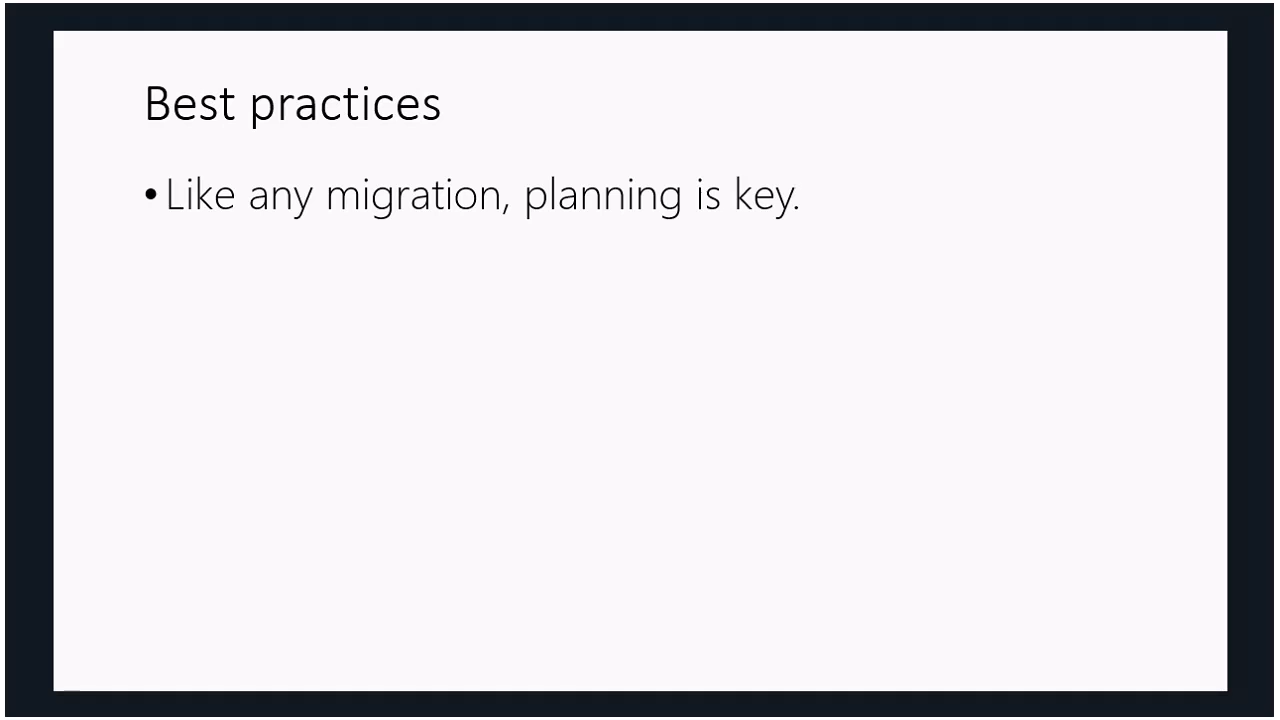 Best practices
• Like any migration, planning is key.